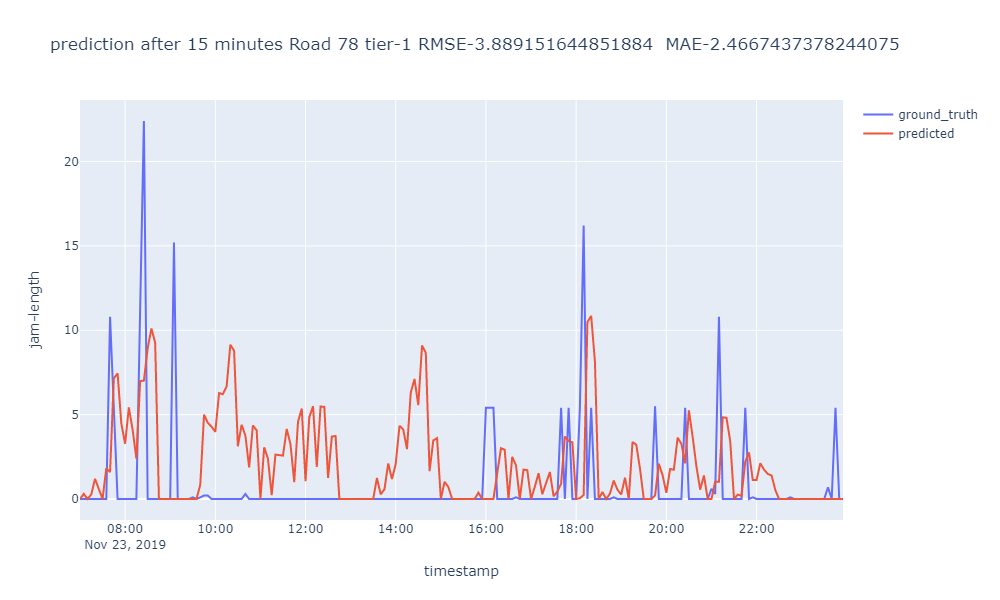 prediction after 15 minutes Road 78 tier-1 RMSE-3.889151644851884  MAE-2.4667437378244075
ground_truth
predicted
20
15
10
5
0
jam-length
08:00 10:00 12:00 14:00 16:00 18:00 20:00 22:00
Nov 23, 2019
timestamp